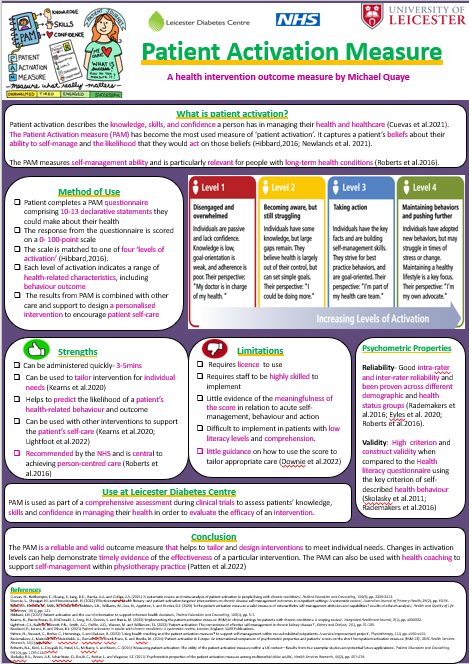 KNOWLEDGE
SKILLS
CONFIDENCE
PAM
PATIENT
ACTIVATION
MEASURE
measure what really matters
OVERWHELMED TIRED ENGAGED SUCCESSFUL
Leicester Diabetes Centre
NHS
UNIVERSITY OF
LEICESTER
Patient Activation Measure
A health intervention outcome measure by Michael Quaye
What is patient activation?
Patient activation describes the knowledge, skills, and confidence a person has in managing their health and healthcare (Cuevas et al.2021).
The Patient Activation measure (PAM) has become the most used measure of 'patient activation'. It captures a patient's beliefs about their
ability to self-manage and the likelihood that they would act on those beliefs (Hibbard,2016; Newlands et al. 2021).
The PAM measures self-management ability and is particularly relevant for people with long-term health conditions (Roberts et al.2016).
Method of Use
Patient completes a PAM questionnaire
comprising 10-13 declarative statements they
could make about their health
The response from the questionnaire is scored
on a 0- 100-point scale
The scale is matched to one of four 'levels of
activation' (Hibbard,2016).
Each level of activation indicates a range of
health-related characteristics, including
behaviour outcome
The results from PAM is combined with other
care and support to design a personalised
intervention to encourage patient self-care
Level 1
Disengaged and
overwhelmed
Individuals are passive
and lack confidence.
Knowledge is low,
goal-orientation is
weak, and adherence is
poor. Their perspective:
"My doctor is in charge
of my health."
Level 2
Becoming aware, but
still struggling
Individuals have some
knowledge, but large
gaps remain. They
believe health is largely
out of their control, but
can set simple goals.
Their perspective: "I
could be doing more."
Level 3
Taking action
Individuals have the key
facts and are building
self-management skills.
They strive for best
practice behaviors, and
are goal-oriented. Their
perspective: "I'm part of
my health care team."
Level 4
Maintaining behaviors
and pushing further
Individuals have adopted
new behaviors, but may
struggle in times of
stress or change.
Maintaining a healthy
lifestyle is a key focus.
Their perspective: "I'm
my own advocate."
Increasing Levels of Activation
Strengths
Can be administered quickly- 3-5mins
Can be used to tailor intervention for individual
needs (Kearns et al.2020)
Helps to predict the likelihood of a patient's
health-related behaviour and outcome
Can be used with other interventions to support
the patient's self-care (Kearns et al.2020;
Lightfoot et al.2022)
Recommended by the NHS and is central to
achieving person-centred care (Roberts et
al.2016)
Limitations
Requires licence to use
Requires staff to be highly skilled to
implement
Little evidence of the meaningfulness of
the score in relation to acute self-
management, behaviour and action
Difficult to implement in patients with low
literacy levels and comprehension.
little guidance on how to use the score to
tailor appropriate care (Downie et al.2022)
Psychometric Properties
Reliability- Good intra-rater
and inter-rater reliability and
been proven across different
demographic and health
status groups (Rademakers et
al.2016; Eyles et al. 2020;
Roberts et al.2016).
Validity: High criterion and
construct validity when
compared to the Health
literacy questionnaire using
the key criterion of self-
described health behaviour
(Skolasky et al.2011;
Rademakers et al.2016)
Use at Leicester Diabetes Centre
PAM is used as part of a comprehensive assessment during clinical trials to assess patients' knowledge,
skills and confidence in managing their health in order to evaluate the efficacy of an intervention.
Conclusion
The PAM is a reliable and valid outcome measure that helps to tailor and design interventions to meet individual needs. Changes in activation
levels can help demonstrate timely evidence of the effectiveness of a particular intervention. The PAM can also be used with health coaching to
support self-management within physiotherapy practice (Patten et al.2022)
References